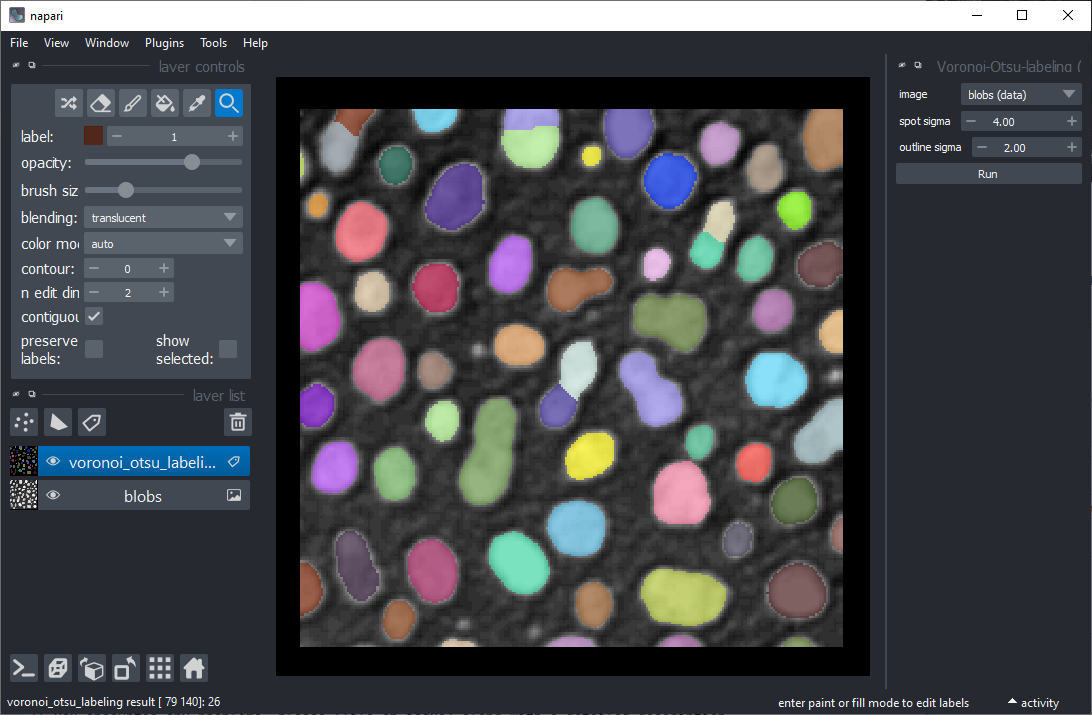 napari
File View Window Plugins Tools Help
layer controls
label: 1
opacity:
brush siz
blending: translucent
color mo auto
contour: 0
n edit din 2
contiguou
preserve labels: show selected:
layer list
voronoi_otsu_labeli...
blobs
Voronoi-Otsu-labeling (
image blobs (data)
spot sigma 4.00
outline sigma 2.00
Run
voronoi_otsu_labeling result [ 79 140]: 26
enter paint or fill mode to edit labels
activity